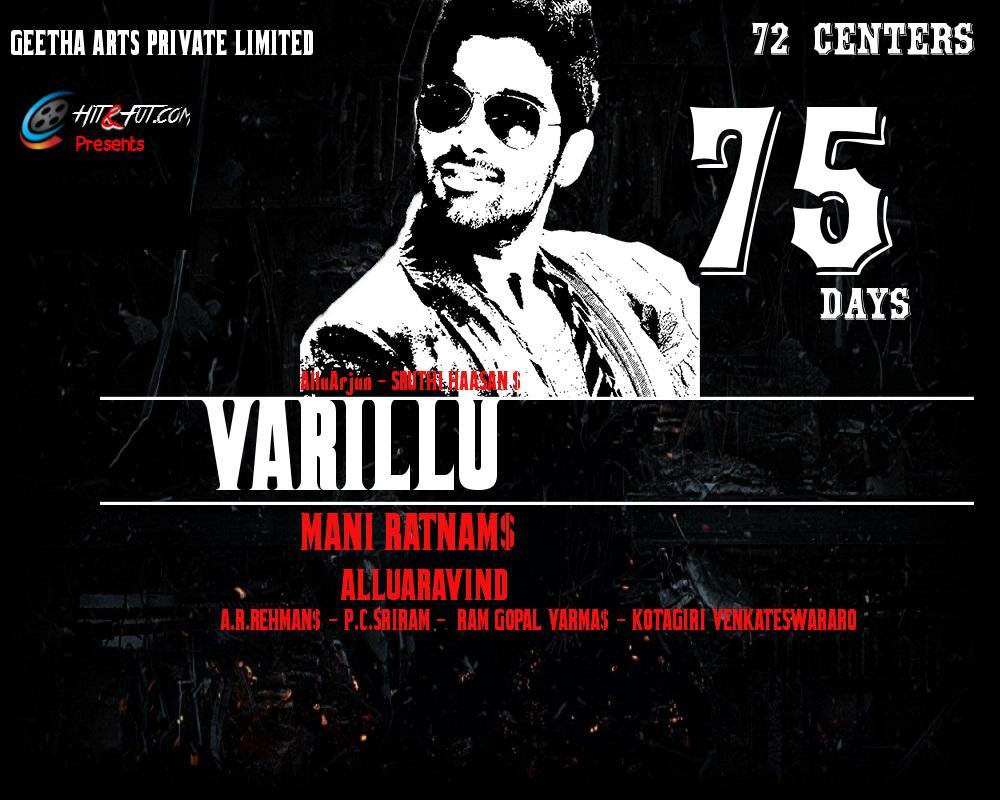 GEETHA ARTS PRIVATE LIMITED
72 CENTERS
HIT&FUT.COM
Presents
75
DAYS
AlluArjun - SRUTHI HAASAN$
VARILLU
MANI RATNAM$
ALLUARAVIND
A.R.REHMAN$ - P.C.SRIRAM - RAM GOPAL VARMA$ - KOTAGIRI VENKATESWARARO